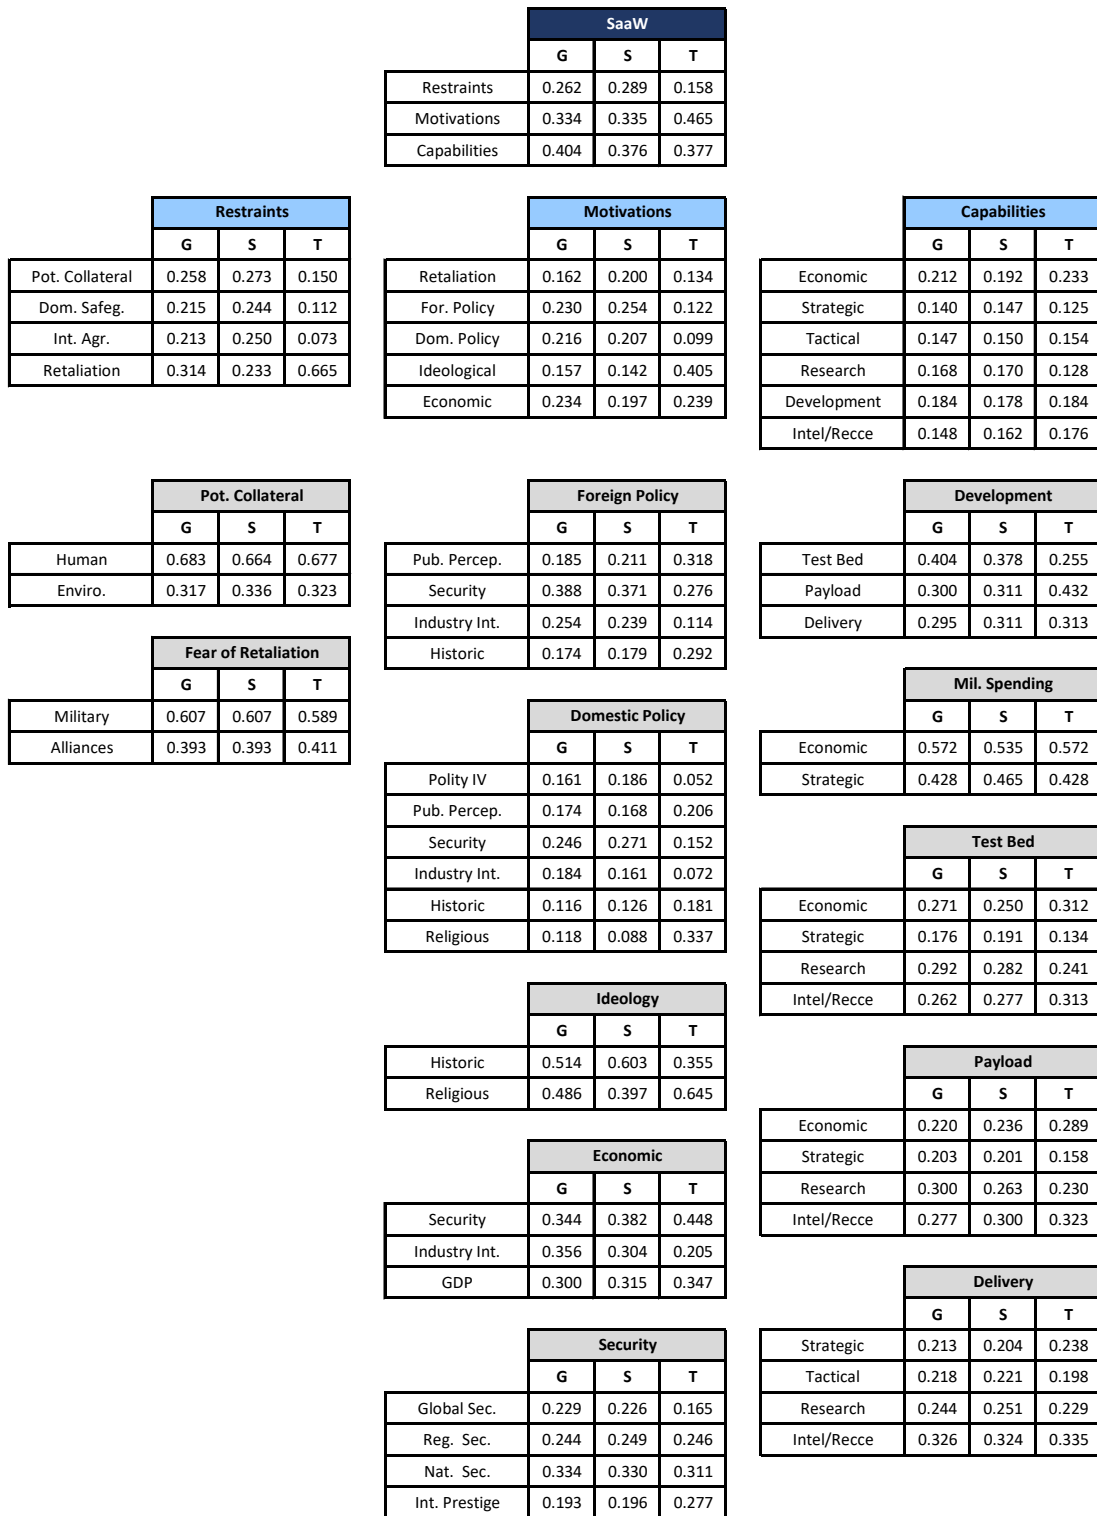 SaaW
G S T
Restraints 0.262 0.289 0.158
Motivations 0.334 0.335 0.465
Capabilities 0.404 0.376 0.377
Restraints
G S T
Pot. Collateral 0.258 0.273 0.150
Dom. Safeg. 0.215 0.244 0.112
Int. Agr. 0.213 0.250 0.073
Retaliation 0.314 0.233 0.665
Motivations
G S T
Retaliation 0.162 0.200 0.134
For. Policy 0.230 0.254 0.122
Dom. Policy 0.216 0.207 0.099
Ideological 0.157 0.142 0.405
Economic 0.234 0.197 0.239
Capabilities
G S T
Economic 0.212 0.192 0.233
Strategic 0.140 0.147 0.125
Tactical 0.147 0.150 0.154
Research 0.168 0.170 0.128
Development 0.184 0.178 0.184
Intel/Recce 0.148 0.162 0.176
Pot. Collateral
G S T
Human 0.683 0.664 0.677
Enviro. 0.317 0.336 0.323
Fear of Retaliation
G S T
Military 0.607 0.607 0.589
Alliances 0.393 0.393 0.411
Foreign Policy
G S T
Pub. Percep. 0.185 0.211 0.318
Security 0.388 0.371 0.276
Industry Int. 0.254 0.239 0.114
Historic 0.174 0.179 0.292
Domestic Policy
G S T
Polity IV 0.161 0.186 0.052
Pub. Percep. 0.174 0.168 0.206
Security 0.246 0.271 0.152
Industry Int. 0.184 0.161 0.072
Historic 0.116 0.126 0.181
Religious 0.118 0.088 0.337
Ideology
G S T
Historic 0.514 0.603 0.355
Religious 0.486 0.397 0.645
Economic
G S T
Security 0.344 0.382 0.448
Industry Int. 0.356 0.304 0.205
GDP 0.300 0.315 0.347
Security
G S T
Global Sec. 0.229 0.226 0.165
Reg. Sec. 0.244 0.249 0.246
Nat. Sec. 0.334 0.330 0.311
Int. Prestige 0.193 0.196 0.277
Development
G S T
Test Bed 0.404 0.378 0.255
Payload 0.300 0.311 0.432
Delivery 0.295 0.311 0.313
Mil. Spending
G S T
Economic 0.572 0.535 0.572
Strategic 0.428 0.465 0.428
Test Bed
G S T
Economic 0.271 0.250 0.312
Strategic 0.176 0.191 0.134
Research 0.292 0.282 0.241
Intel/Recce 0.262 0.277 0.313
Payload
G S T
Economic 0.220 0.236 0.289
Strategic 0.203 0.201 0.158
Research 0.300 0.263 0.230
Intel/Recce 0.277 0.300 0.323
Delivery
G S T
Strategic 0.213 0.204 0.238
Tactical 0.218 0.221 0.198
Research 0.244 0.251 0.229
Intel/Recce 0.326 0.324 0.335